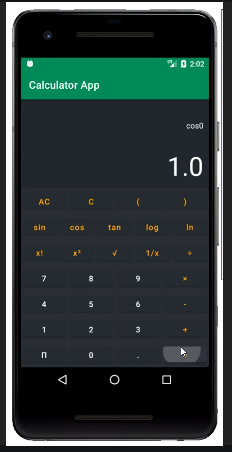 2:02
Calculator App
cos0
1.0
AC C ( )
sin cos tan log ln
x! x² √ 1/x ÷
7 8 9 ×
4 5 6 -
1 2 3 +
π 0 .